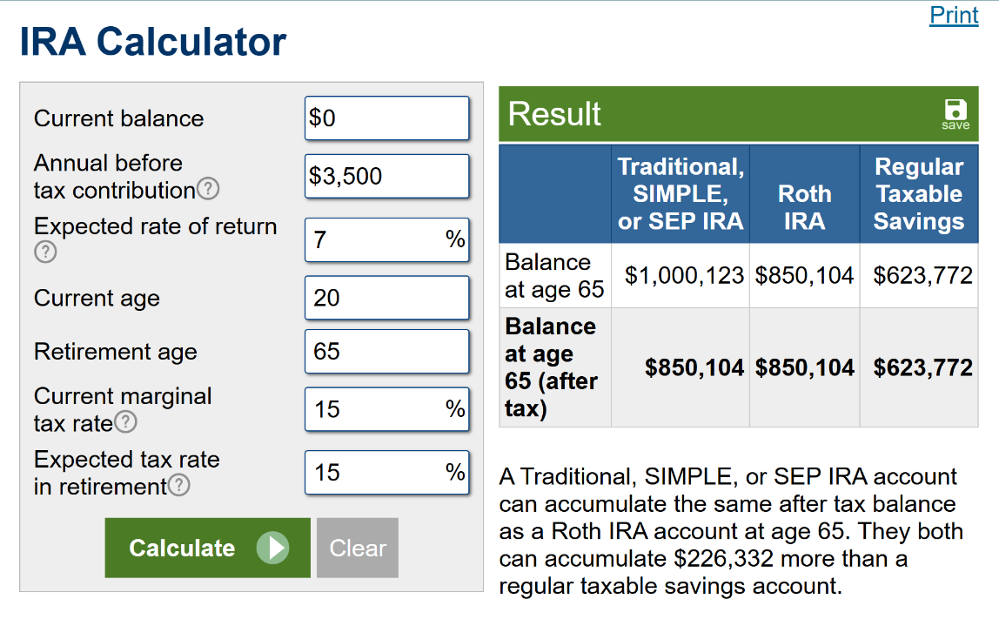 Print
IRA Calculator
Current balance
$0
Annual before
tax contribution?
$3,500
Expected rate of return
?
7 %
Current age
20
Retirement age
65
Current marginal
tax rate?
15 %
Expected tax rate
in retirement?
15 %
Calculate
Clear
Result
save
Traditional,
SIMPLE,
or SEP IRA
Roth
IRA
Regular
Taxable
Savings
Balance
at age 65
$1,000,123
$850,104
$623,772
Balance
at age
65 (after
tax)
$850,104
$850,104
$623,772
A Traditional, SIMPLE, or SEP IRA account
can accumulate the same after tax balance
as a Roth IRA account at age 65. They both
can accumulate $226,332 more than a
regular taxable savings account.